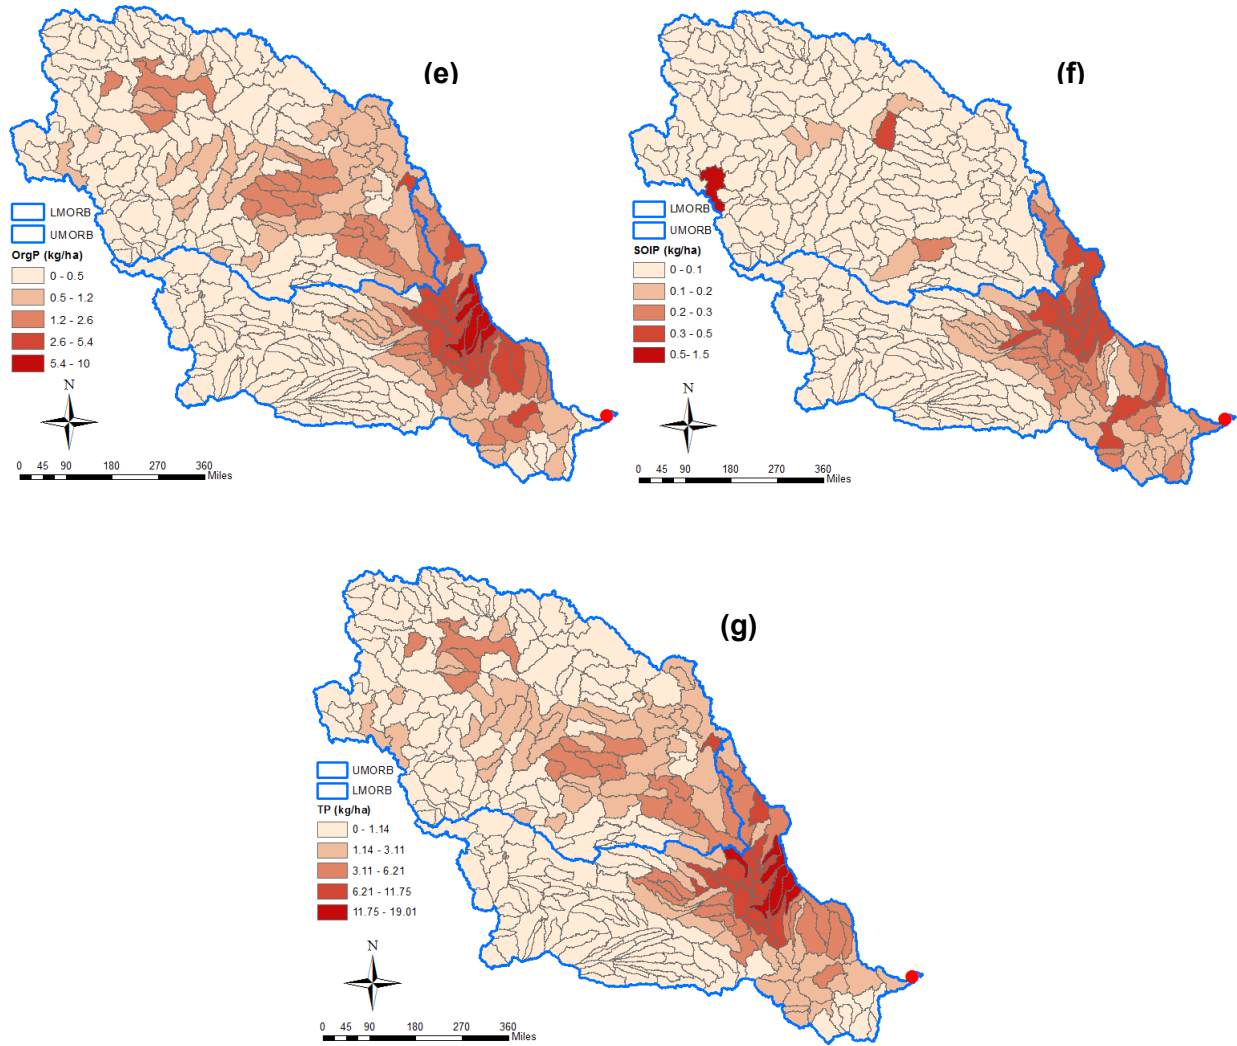 (e)
LMORB
UMORB
OrgP (kg/ha)
0 - 0.5
0.5 - 1.2
1.2 - 2.6
2.6 - 5.4
5.4 - 10
N
0 45 90 180 270 360
Miles
(f)
LMORB
UMORB
SOIP (kg/ha)
0 - 0.1
0.1 - 0.2
0.2 - 0.3
0.3 - 0.5
0.5 - 1.5
N
0 45 90 180 270 360
Miles
(g)
UMORB
LMORB
TP (kg/ha)
0 - 1.14
1.14 - 3.11
3.11 - 6.21
6.21 - 11.75
11.75 - 19.01
N
0 45 90 180 270 360
Miles